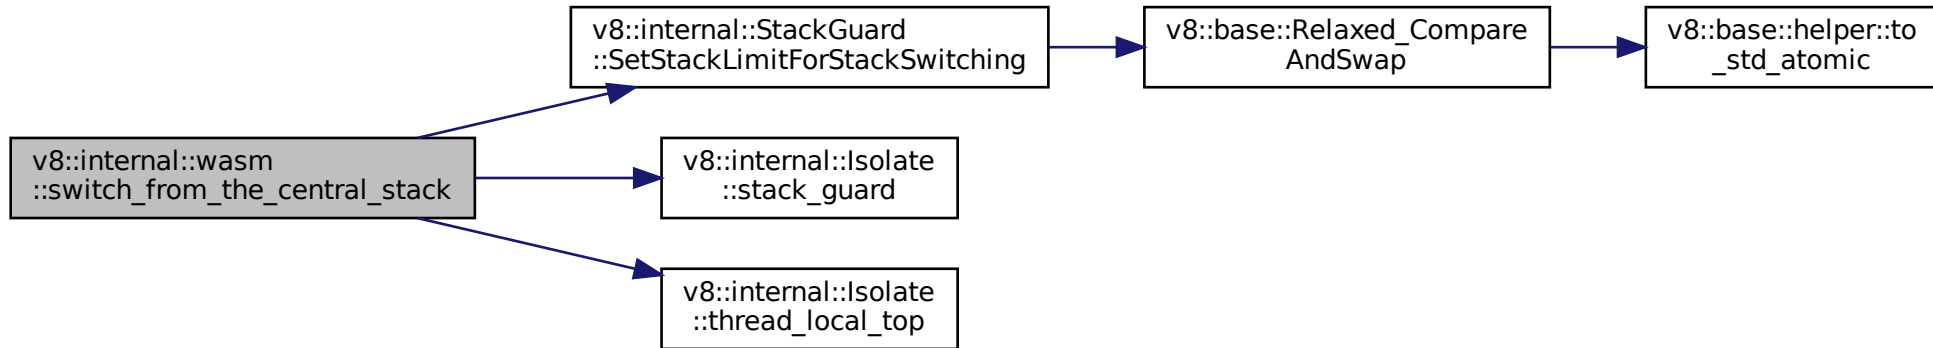 v8::internal::StackGuard
::SetStackLimitForStackSwitching
v8::base::Relaxed_Compare
AndSwap
v8::base::helper::to
_std_atomic
v8::internal::wasm
::switch_from_the_central_stack
v8::internal::Isolate
::stack_guard
v8::internal::Isolate
::thread_local_top